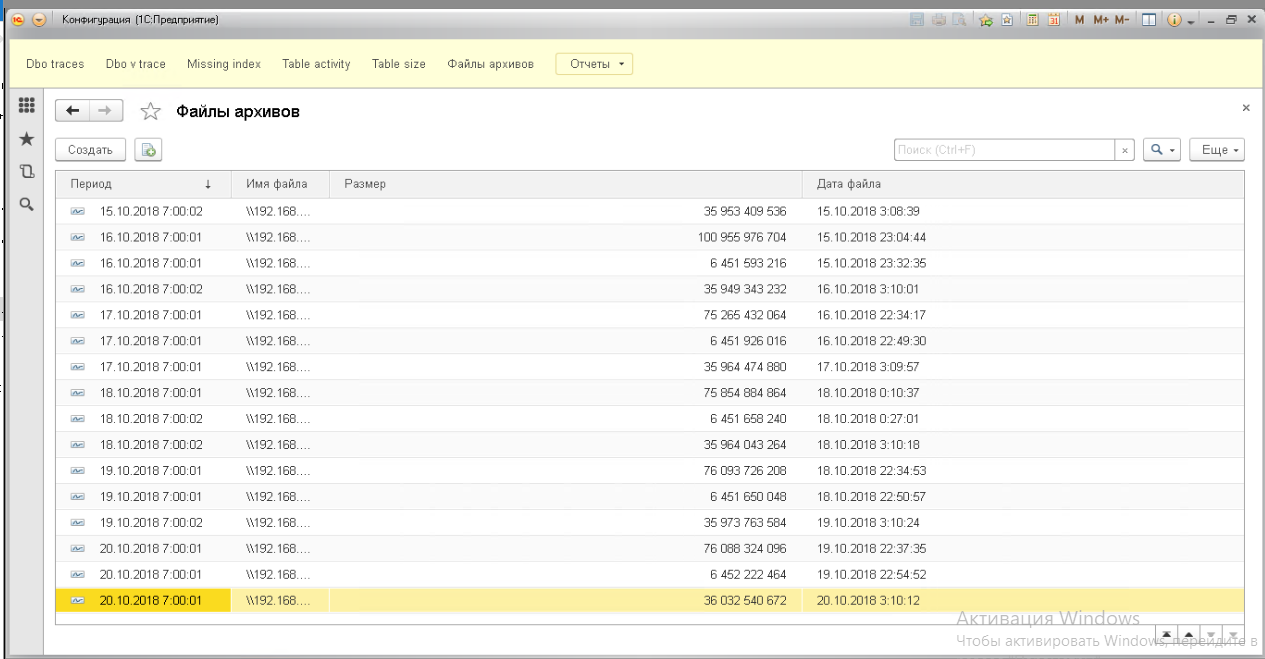 Конфигурация (1С:Предприятие) M M+ M-
Dbo traces Dbo v trace Missing index Table activity Table size Файлы архивов Отчеты
Файлы архивов
Создать Поиск (Ctrl+F) Еще
Период Имя файла Размер Дата файла
15.10.2018 7:00:02 \\192.168.... 35 953 409 536 15.10.2018 3:08:39
16.10.2018 7:00:01 \\192.168.... 100 955 976 704 15.10.2018 23:04:44
16.10.2018 7:00:01 \\192.168.... 6 451 593 216 15.10.2018 23:32:35
16.10.2018 7:00:02 \\192.168.... 35 949 343 232 16.10.2018 3:10:01
17.10.2018 7:00:01 \\192.168.... 75 265 432 064 16.10.2018 22:34:17
17.10.2018 7:00:01 \\192.168.... 6 451 926 016 16.10.2018 22:49:30
17.10.2018 7:00:01 \\192.168.... 35 964 474 880 17.10.2018 3:09:57
18.10.2018 7:00:01 \\192.168.... 75 854 884 864 18.10.2018 0:10:37
18.10.2018 7:00:02 \\192.168.... 6 451 658 240 18.10.2018 0:27:01
18.10.2018 7:00:02 \\192.168.... 35 964 043 264 18.10.2018 3:10:18
19.10.2018 7:00:01 \\192.168.... 76 093 726 208 18.10.2018 22:34:53
19.10.2018 7:00:01 \\192.168.... 6 451 650 048 18.10.2018 22:50:57
19.10.2018 7:00:02 \\192.168.... 35 973 763 584 19.10.2018 3:10:24
20.10.2018 7:00:01 \\192.168.... 76 088 324 096 19.10.2018 22:37:35
20.10.2018 7:00:01 \\192.168.... 6 452 222 464 19.10.2018 22:54:52
20.10.2018 7:00:01 \\192.168.... 36 032 540 672 20.10.2018 3:10:12
Активация Windows
Чтобы активировать Windows, перейдите в